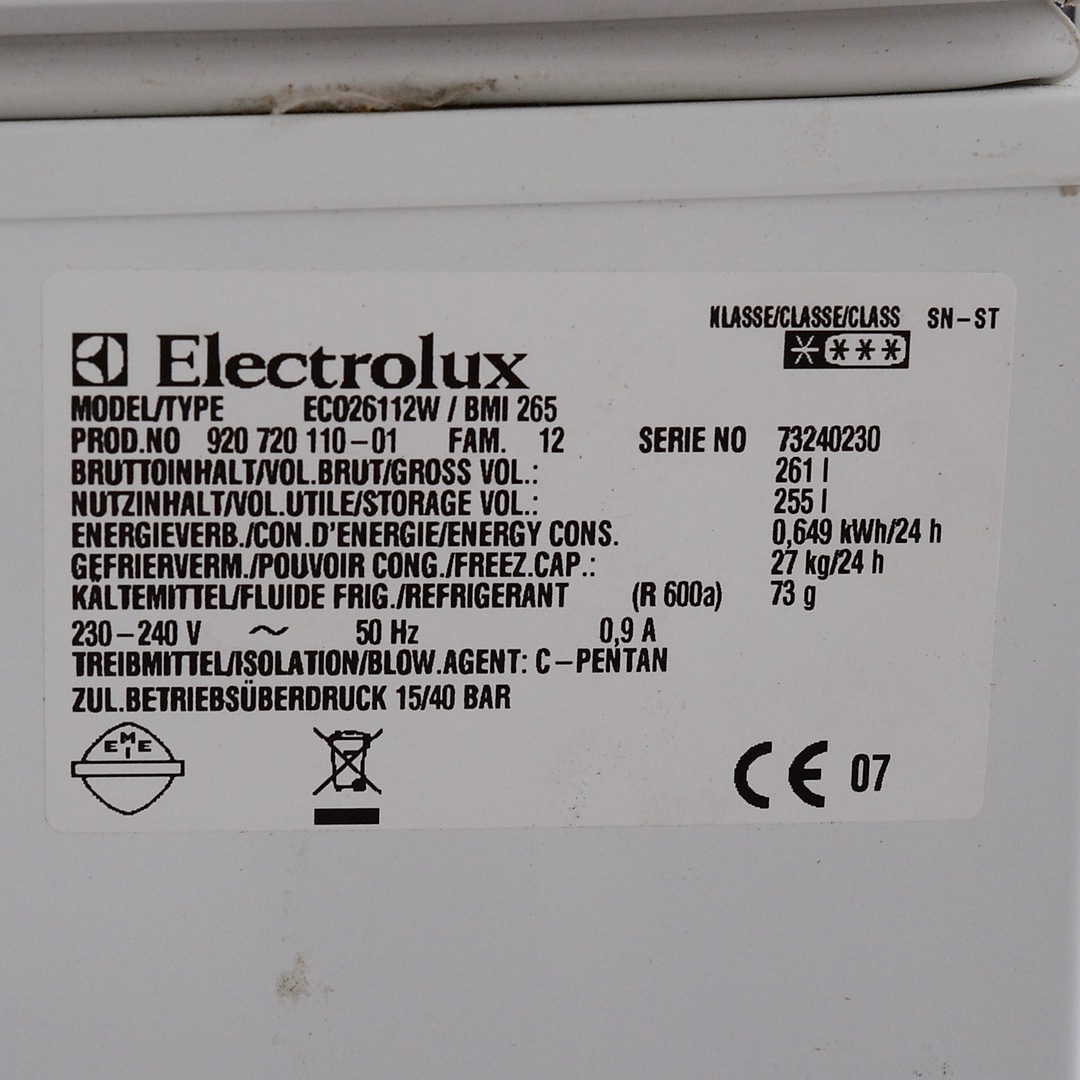 KLASSE/CLASSE/CLASS SN-ST
Electrolux
MODEL/TYPE ECO26112W / BMI 265
PROD.NO 920 720 110-01 FAM. 12 SERIE NO 73240230
BRUTTOINHALT/VOL.BRUT/GROSS VOL.: 261 l
NUTZINHALT/VOL.UTILE/STORAGE VOL.: 255 l
ENERGIEVERB./CON.D'ENERGIE/ENERGY CONS. 0,649 kWh/24 h
GEFRIERVERM./POUVOIR CONG./FREEZ.CAP.: 27 kg/24 h
KÄLTEMITTEL/FLUIDE FRIG./REFRIGERANT (R 600a) 73 g
230-240 V ~ 50 Hz 0,9 A
TREIBMITTEL/ISOLATION/BLOW.AGENT: C-PENTAN
ZUL.BETRIEBSÜBERDRUCK 15/40 BAR
EMEI
CE 07